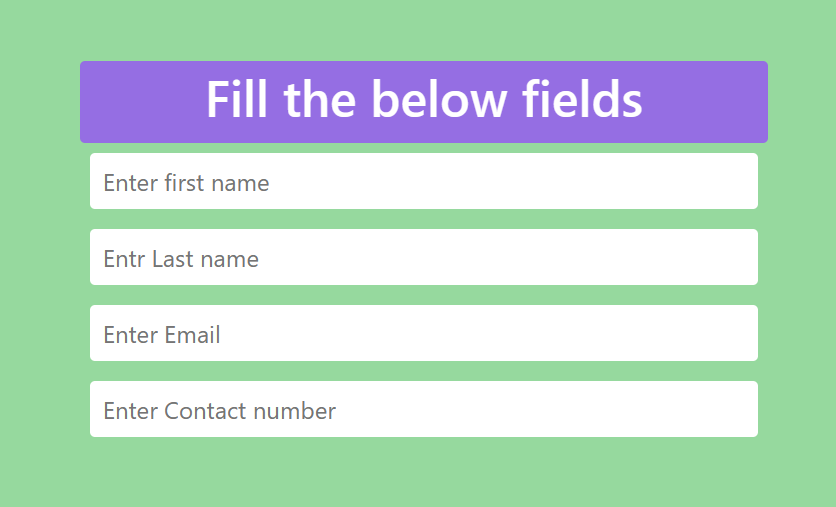 Fill the below fields
Enter first name
Entr Last name
Enter Email
Enter Contact number